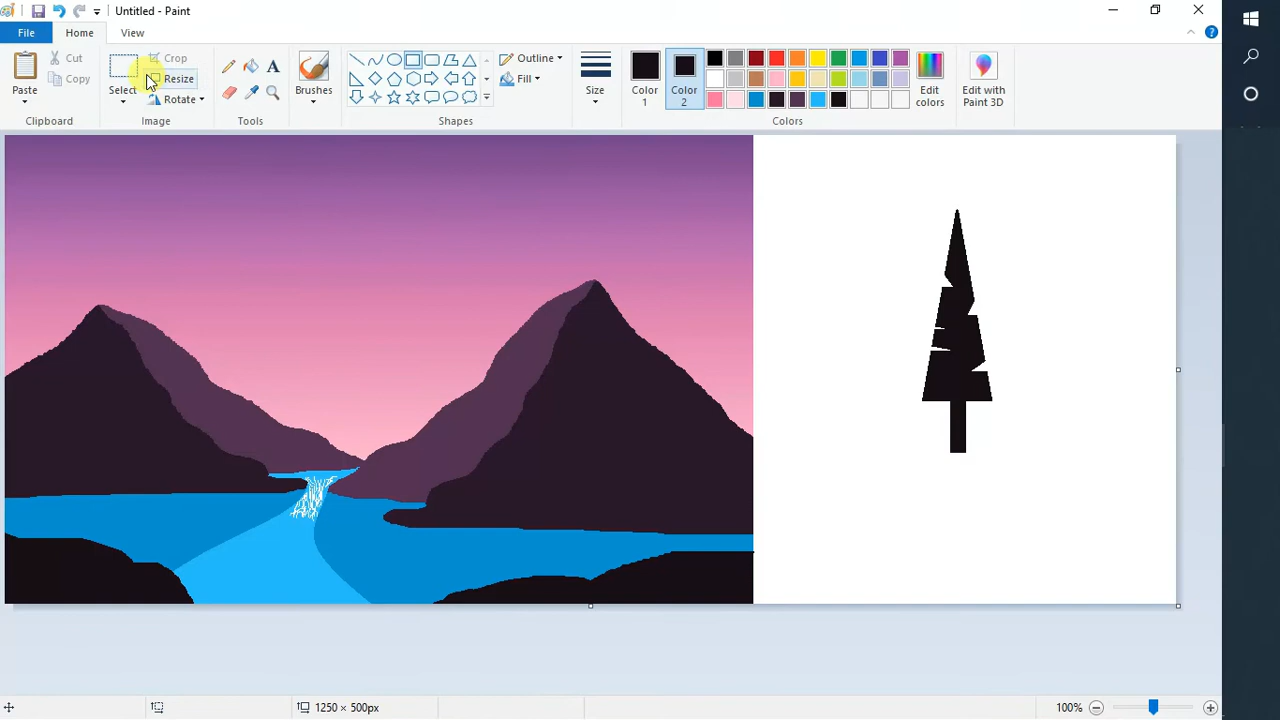 Untitled - Paint
File
Home
View
Paste
Cut
Copy
Clipboard
Select
Crop
Resize
Rotate
Image
A
Tools
Brushes
Outline
Fill
Shapes
Size
Color 1
Color 2
Edit colors
Edit with Paint 3D
Colors
1250 × 500px
100%